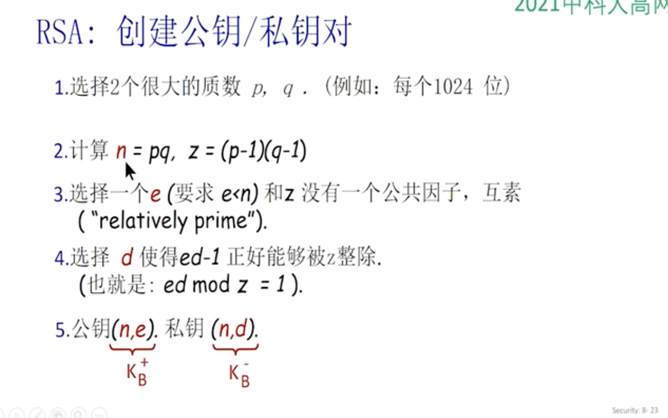 2021中科大高网
RSA: 创建公钥/私钥对
1.选择2个很大的质数 p, q . (例如：每个1024 位)
2.计算 n = pq, z = (p-1)(q-1)
3.选择一个e (要求 e<n) 和z 没有一个公共因子，互素
( “relatively prime”).
4.选择 d 使得ed-1 正好能够被z整除.
(也就是: ed mod z = 1 ).
5.公钥(n,e). 私钥 (n,d).
K_B^+ K_B^-
Security: 8- 23